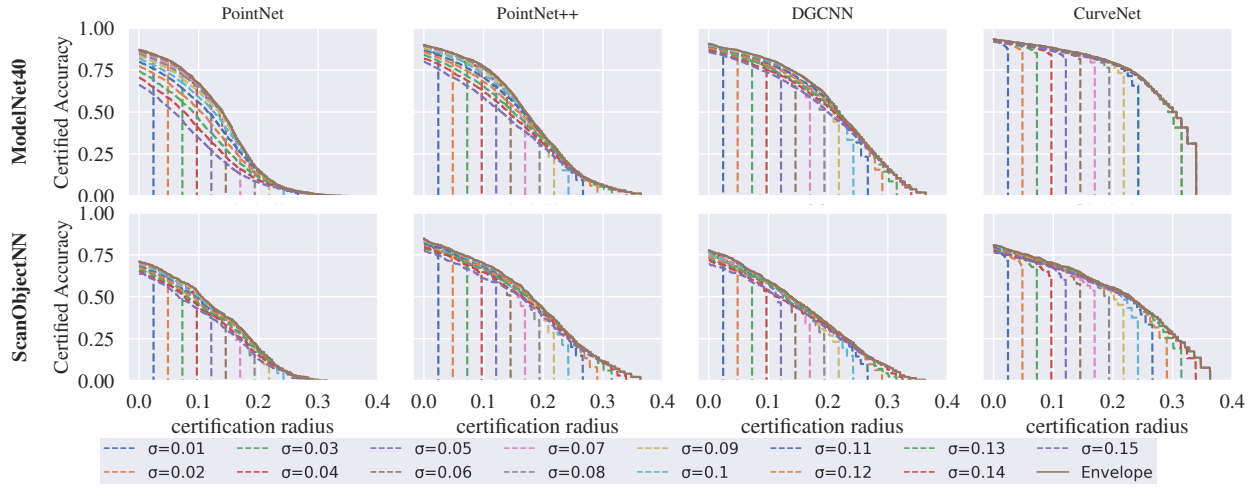 PointNet PointNet++ DGCNN CurveNet
ModelNet40
Certified Accuracy
1.00
0.75
0.50
0.25
0.00
ScanObjectNN
Certified Accuracy
1.00
0.75
0.50
0.25
0.00
0.0 0.1 0.2 0.3 0.4 0.0 0.1 0.2 0.3 0.4 0.0 0.1 0.2 0.3 0.4 0.0 0.1 0.2 0.3 0.4
certification radius certification radius certification radius certification radius
σ=0.01 σ=0.03 σ=0.05 σ=0.07 σ=0.09 σ=0.11 σ=0.13 σ=0.15
σ=0.02 σ=0.04 σ=0.06 σ=0.08 σ=0.1 σ=0.12 σ=0.14 Envelope